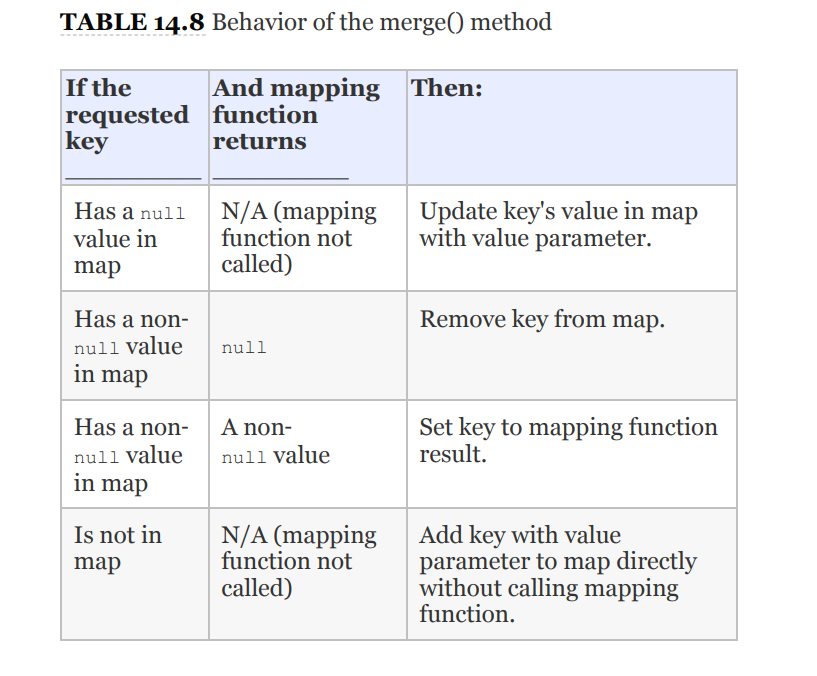 TABLE 14.8 Behavior of the merge() method
If the requested key ____________
And mapping function returns ____________
Then:
Has a null value in map
N/A (mapping function not called)
Update key's value in map with value parameter.
Has a non-null value in map
null
Remove key from map.
Has a non-null value in map
A non-null value
Set key to mapping function result.
Is not in map
N/A (mapping function not called)
Add key with value parameter to map directly without calling mapping function.